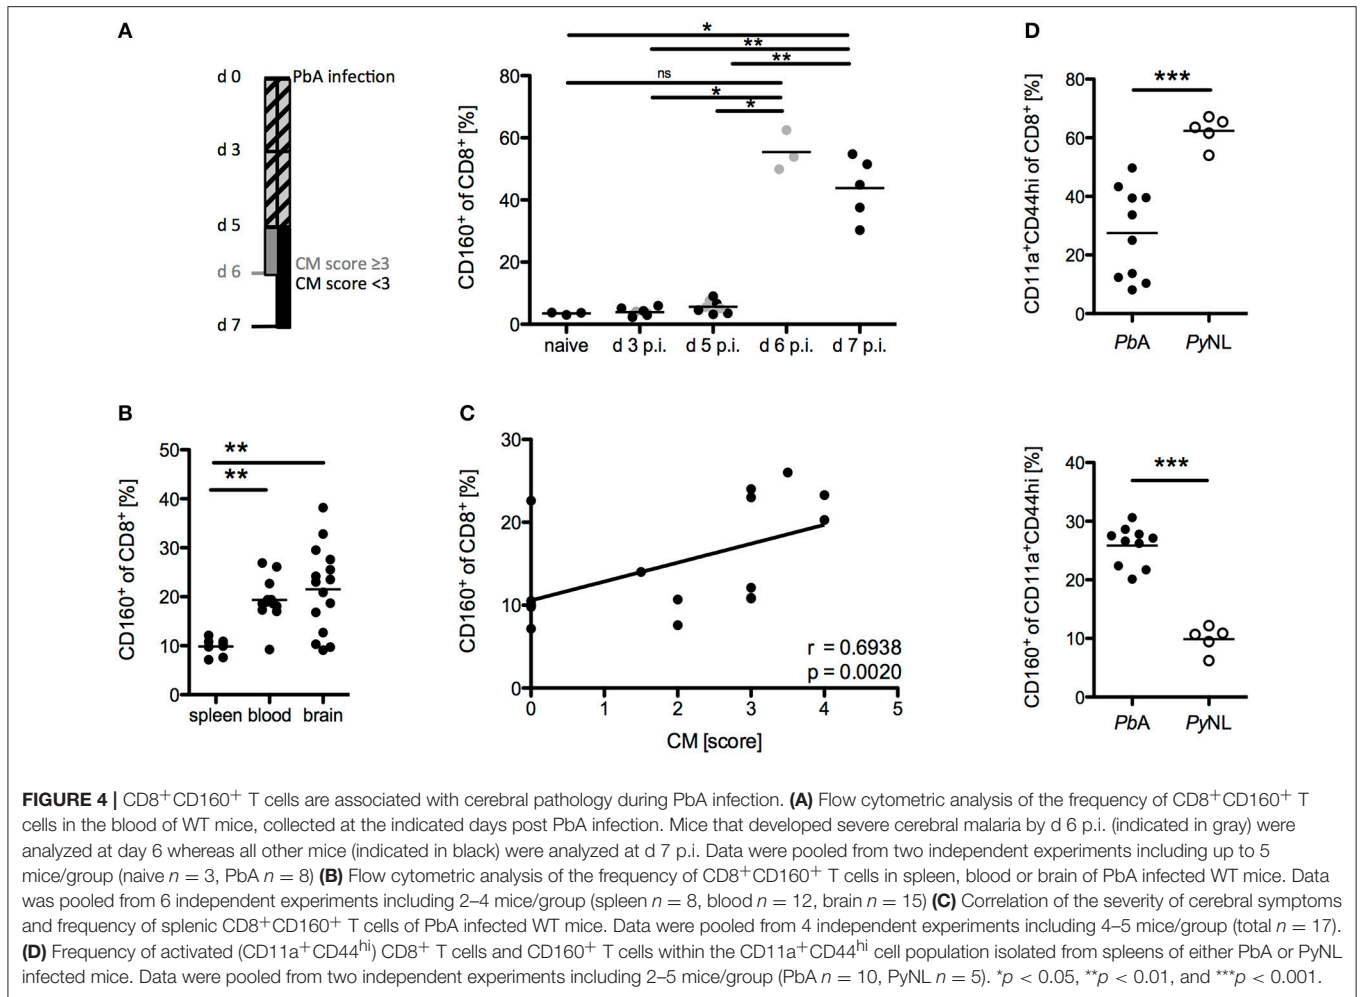 A
d 0
PbA infection
d 3
d 5
d 6
CM score ≥3
CM score <3
d 7
*
**
**
ns
*
*
CD160+ of CD8+ [%]
80
60
40
20
0
naive d 3 p.i. d 5 p.i. d 6 p.i. d 7 p.i.
D
***
CD11a+CD44hi of CD8+ [%]
80
60
40
20
0
PbA PyNL
B
**
**
CD160+ of CD8+ [%]
50
40
30
20
10
0
spleen blood brain
C
CD160+ of CD8+ [%]
30
20
10
0
r = 0.6938
p = 0.0020
0 1 2 3 4 5
CM [score]
***
CD160+ of CD11a+CD44hi [%]
40
30
20
10
0
PbA PyNL
FIGURE 4 | CD8+CD160+ T cells are associated with cerebral pathology during PbA infection. (A) Flow cytometric analysis of the frequency of CD8+CD160+ T
cells in the blood of WT mice, collected at the indicated days post PbA infection. Mice that developed severe cerebral malaria by d 6 p.i. (indicated in gray) were
analyzed at day 6 whereas all other mice (indicated in black) were analyzed at d 7 p.i. Data were pooled from two independent experiments including up to 5
mice/group (naive n = 3, PbA n = 8) (B) Flow cytometric analysis of the frequency of CD8+CD160+ T cells in spleen, blood or brain of PbA infected WT mice. Data
was pooled from 6 independent experiments including 2–4 mice/group (spleen n = 8, blood n = 12, brain n = 15) (C) Correlation of the severity of cerebral symptoms
and frequency of splenic CD8+CD160+ T cells of PbA infected WT mice. Data were pooled from 4 independent experiments including 4–5 mice/group (total n = 17).
(D) Frequency of activated (CD11a+CD44hi) CD8+ T cells and CD160+ T cells within the CD11a+CD44hi cell population isolated from spleens of either PbA or PyNL
infected mice. Data were pooled from two independent experiments including 2–5 mice/group (PbA n = 10, PyNL n = 5). *p < 0.05, **p < 0.01, and ***p < 0.001.